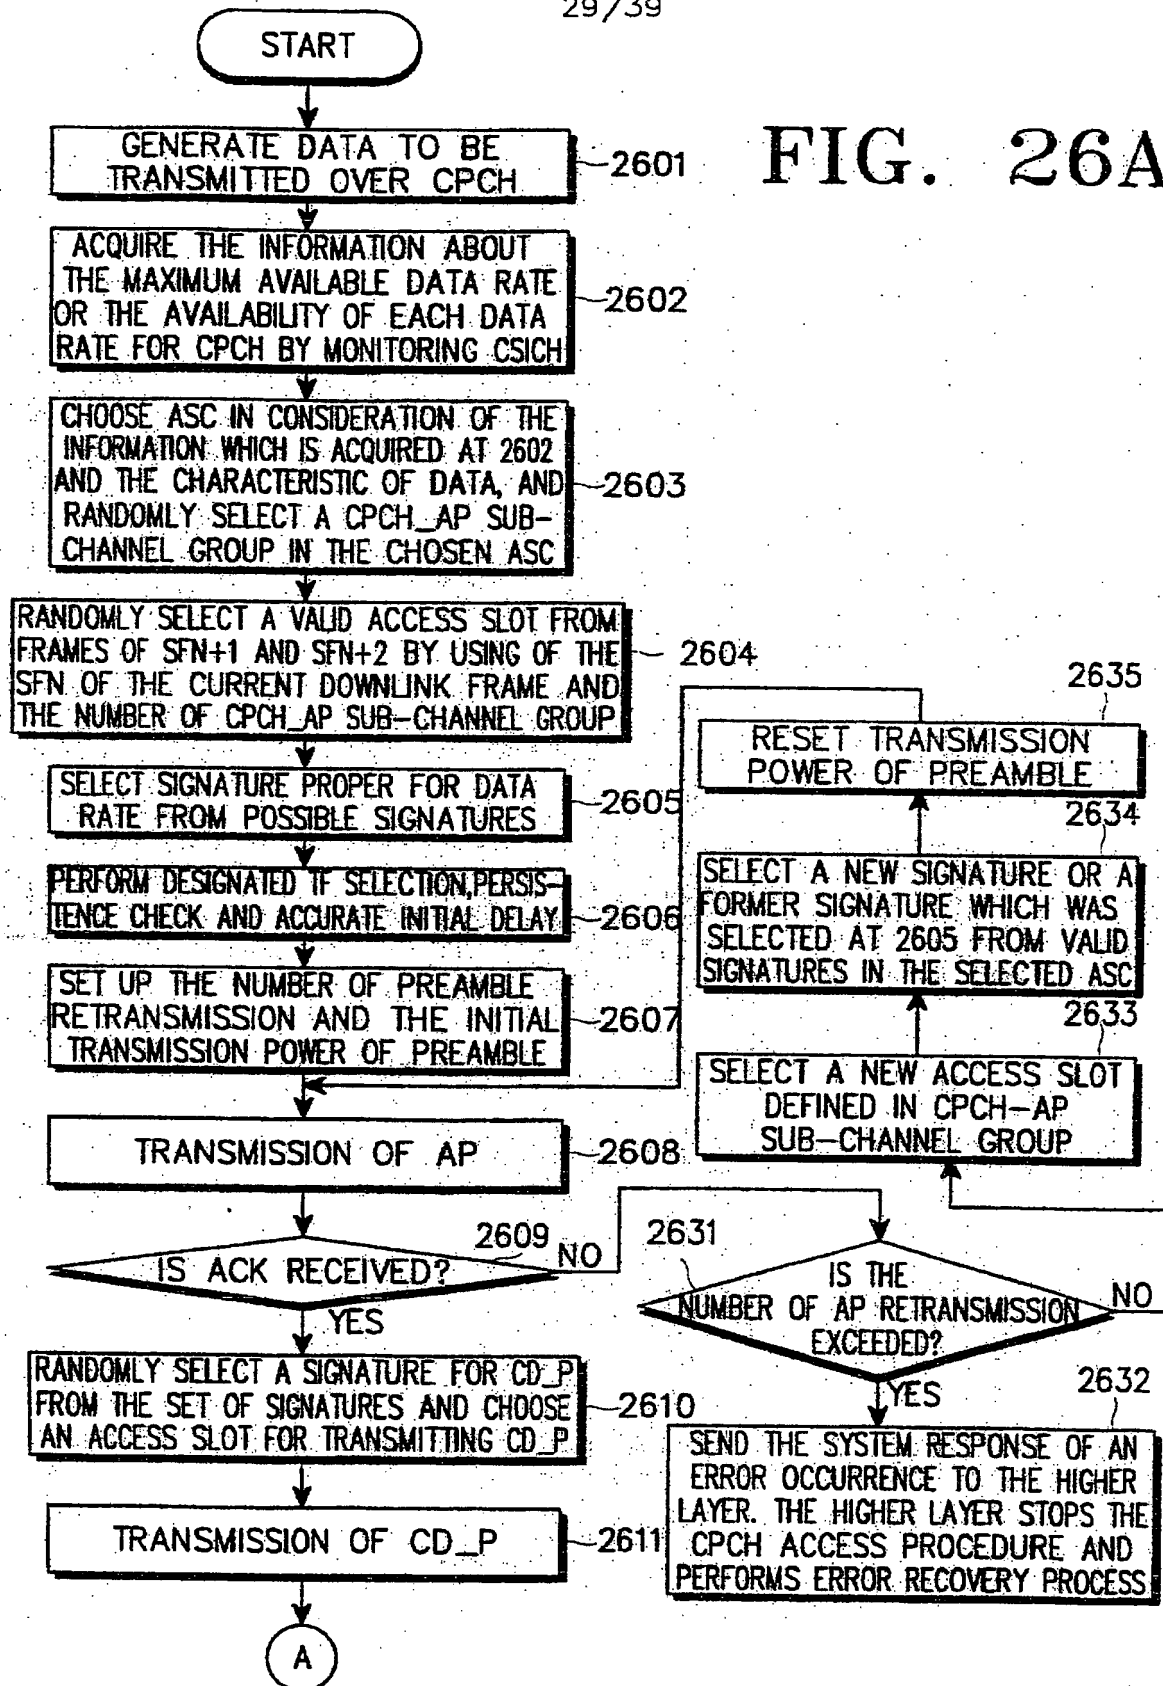 29/39
START
FIG. 26A
GENERATE DATA TO BE
TRANSMITTED OVER CPCH
2601
ACQUIRE THE INFORMATION ABOUT
THE MAXIMUM AVAILABLE DATA RATE
OR THE AVAILABILITY OF EACH DATA
RATE FOR CPCH BY MONITORING CSICH
2602
CHOOSE ASC IN CONSIDERATION OF THE
INFORMATION WHICH IS ACQUIRED AT 2602
AND THE CHARACTERISTIC OF DATA, AND
RANDOMLY SELECT A CPCH_AP SUB-
CHANNEL GROUP IN THE CHOSEN ASC
2603
RANDOMLY SELECT A VALID ACCESS SLOT FROM
FRAMES OF SFN+1 AND SFN+2 BY USING OF THE
SFN OF THE CURRENT DOWNLINK FRAME AND
THE NUMBER OF CPCH_AP SUB-CHANNEL GROUP
2604
SELECT SIGNATURE PROPER FOR DATA
RATE FROM POSSIBLE SIGNATURES
2605
PERFORM DESIGNATED TF SELECTION,PERSIS-
TENCE CHECK AND ACCURATE INITIAL DELAY
2606
SET UP THE NUMBER OF PREAMBLE
RETRANSMISSION AND THE INITIAL
TRANSMISSION POWER OF PREAMBLE
2607
TRANSMISSION OF AP
2608
IS ACK RECEIVED?
2609
NO
YES
RANDOMLY SELECT A SIGNATURE FOR CD_P
FROM THE SET OF SIGNATURES AND CHOOSE
AN ACCESS SLOT FOR TRANSMITTING CD_P
2610
TRANSMISSION OF CD_P
2611
A
2635
RESET TRANSMISSION
POWER OF PREAMBLE
2634
SELECT A NEW SIGNATURE OR A
FORMER SIGNATURE WHICH WAS
SELECTED AT 2605 FROM VALID
SIGNATURES IN THE SELECTED ASC
2633
SELECT A NEW ACCESS SLOT
DEFINED IN CPCH-AP
SUB-CHANNEL GROUP
2631
IS THE
NUMBER OF AP RETRANSMISSION
EXCEEDED?
NO
YES
2632
SEND THE SYSTEM RESPONSE OF AN
ERROR OCCURRENCE TO THE HIGHER
LAYER. THE HIGHER LAYER STOPS THE
CPCH ACCESS PROCEDURE AND
PERFORMS ERROR RECOVERY PROCESS